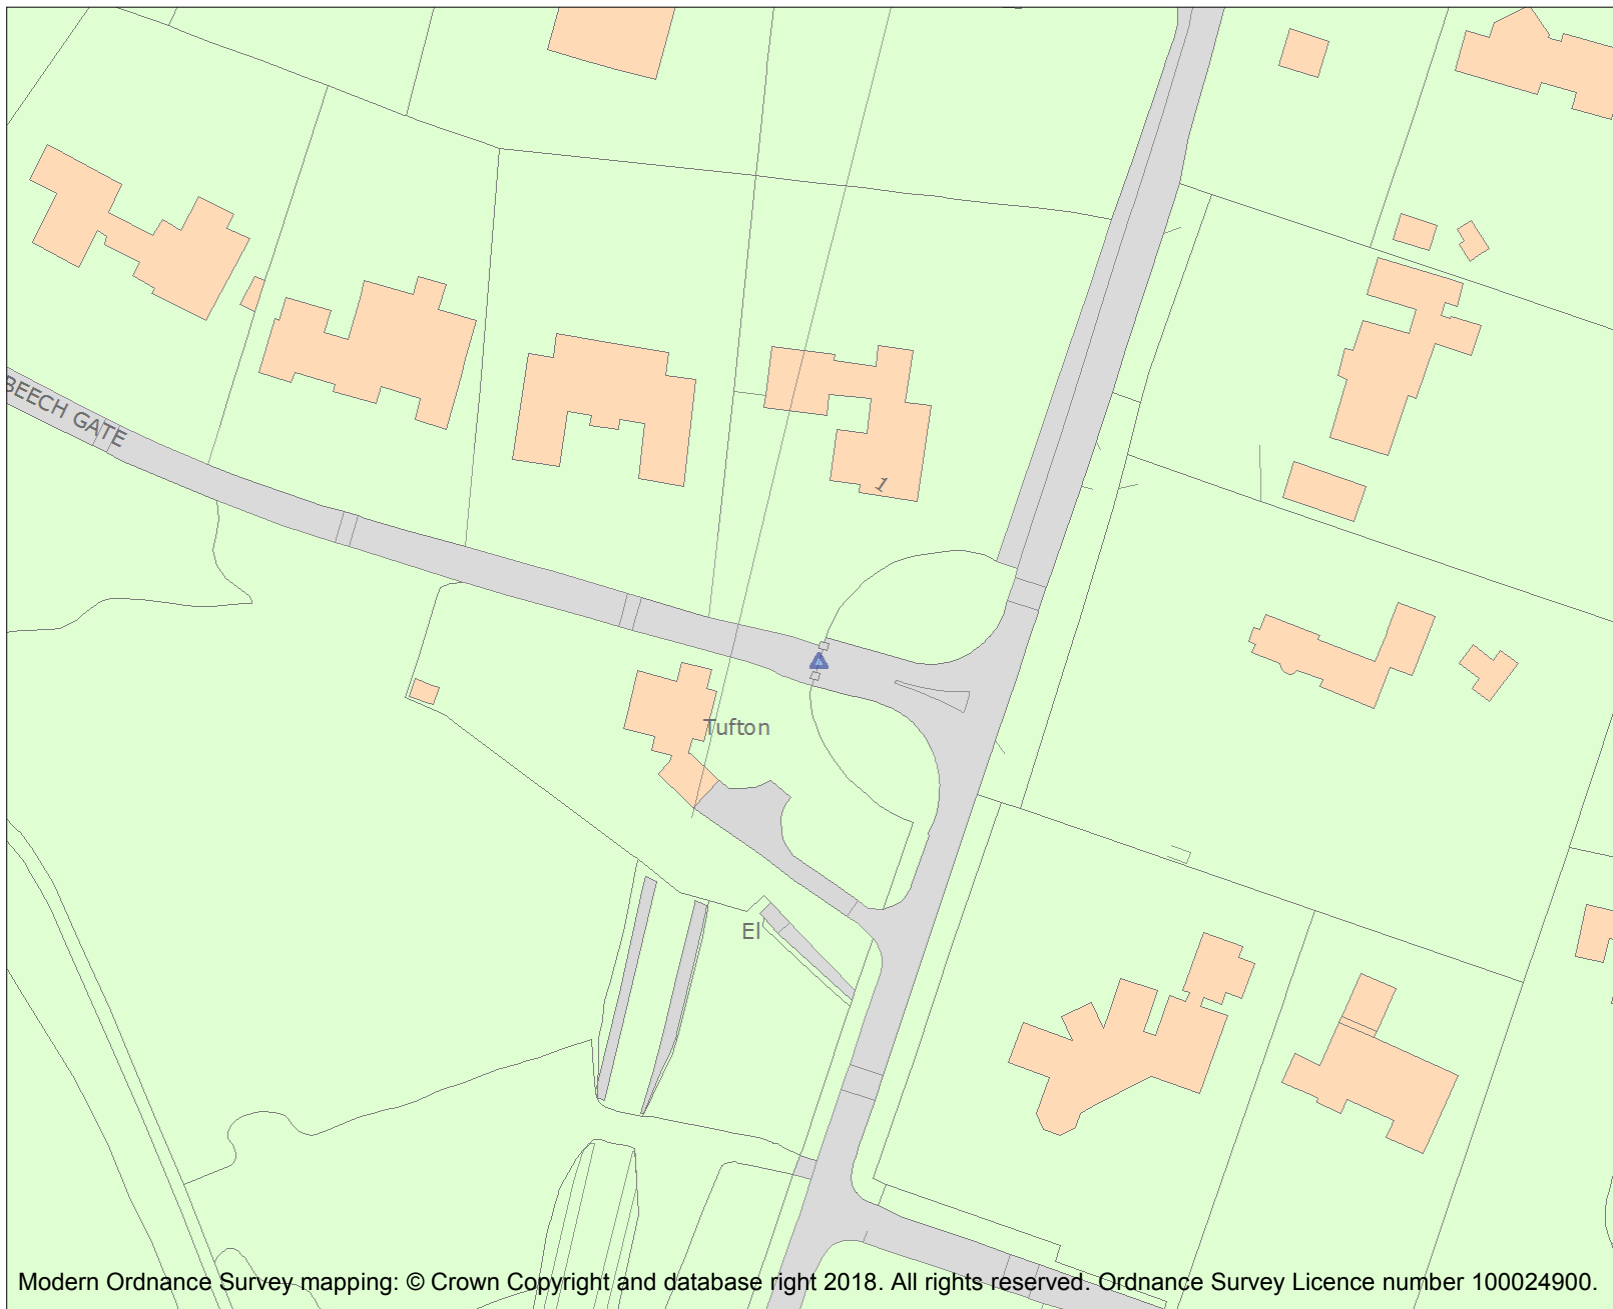 BEECH GATE
1
Tufton
El
Modern Ordnance Survey mapping: © Crown Copyright and database right 2018. All rights reserved. Ordnance Survey Licence number 100024900.